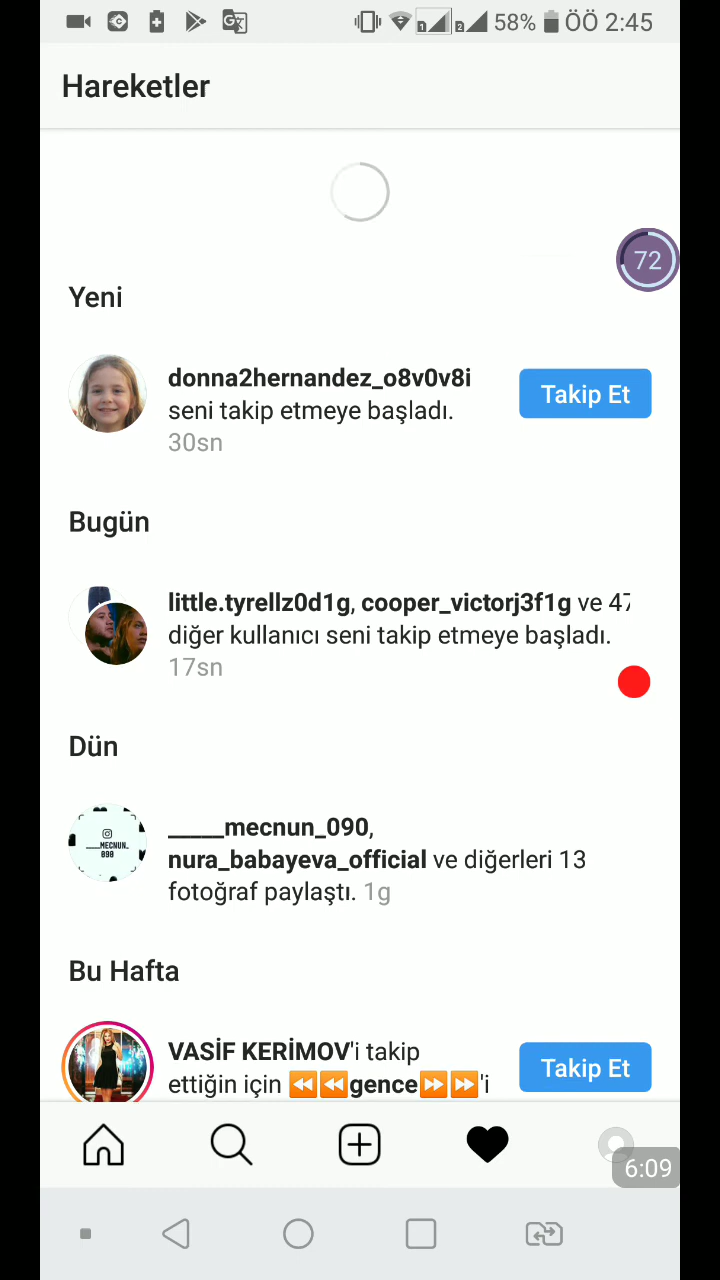 58% ÖÖ 2:45
Hareketler
72
Yeni
donna2hernandez_o8v0v8i
seni takip etmeye başladı.
30sn
Takip Et
Bugün
little.tyrellz0d1g, cooper_victorj3f1g ve 47
diğer kullanıcı seni takip etmeye başladı.
17sn
Dün
_____mecnun_090,
nura_babayeva_official ve diğerleri 13
fotoğraf paylaştı. 1g
Bu Hafta
VASİF KERİMOV'i takip
ettiğin için ⏪⏪gence⏩⏩'i
Takip Et
6:09